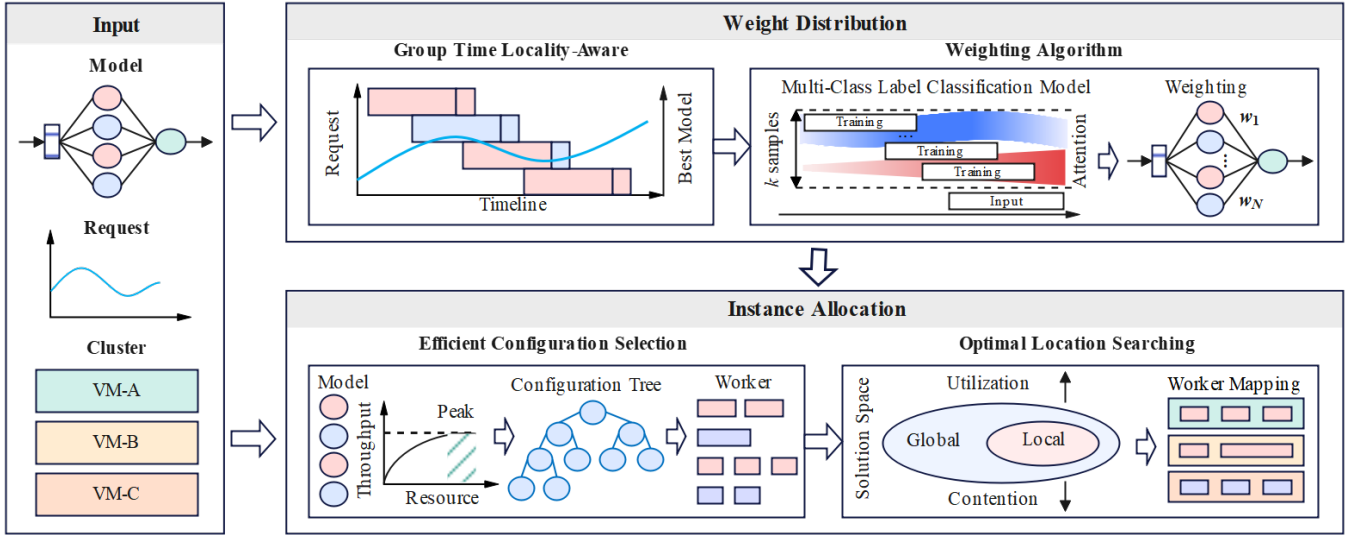 Input
Model
Request
Cluster
VM-A
VM-B
VM-C
Weight Distribution
Group Time Locality-Aware
Request
Timeline
Best Model
Weighting Algorithm
Multi-Class Label Classification Model
k samples
Training
...
Training
Training
Input
Attention
Weighting
w1
wN
Instance Allocation
Efficient Configuration Selection
Model
Thoughput
Peak
Resource
Configuration Tree
Worker
Optimal Location Searching
Solution Space
Utilization
Global
Local
Contention
Worker Mapping